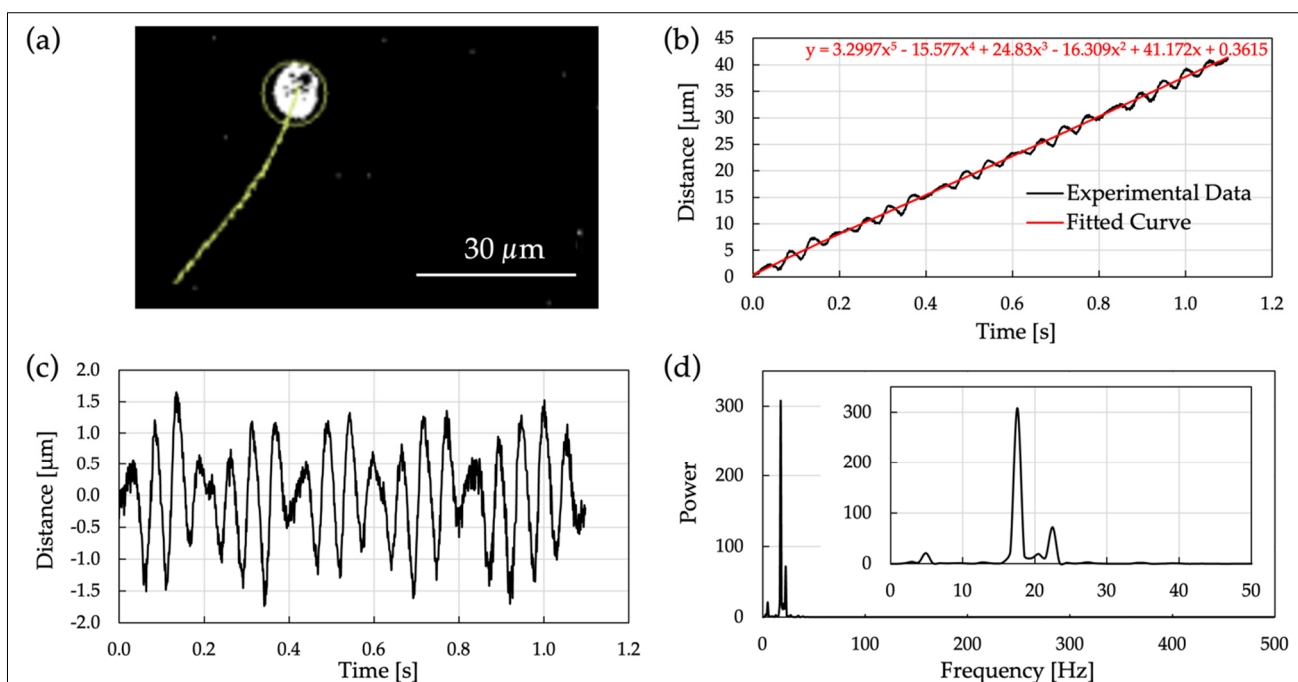 (a)
30 µm
(b)
y = 3.2997x⁵ - 15.577x⁴ + 24.83x³ - 16.309x² + 41.172x + 0.3615
Distance [µm]
45
40
35
30
25
20
15
10
5
0
Experimental Data
Fitted Curve
0.0 0.2 0.4 0.6 0.8 1.0 1.2
Time [s]
(c)
Distance [µm]
2.0
1.5
1.0
0.5
0.0
-0.5
-1.0
-1.5
-2.0
0.0 0.2 0.4 0.6 0.8 1.0 1.2
Time [s]
(d)
Power
300
200
100
0
300
200
100
0
0 10 20 30 40 50
0 100 200 300 400 500
Frequency [Hz]